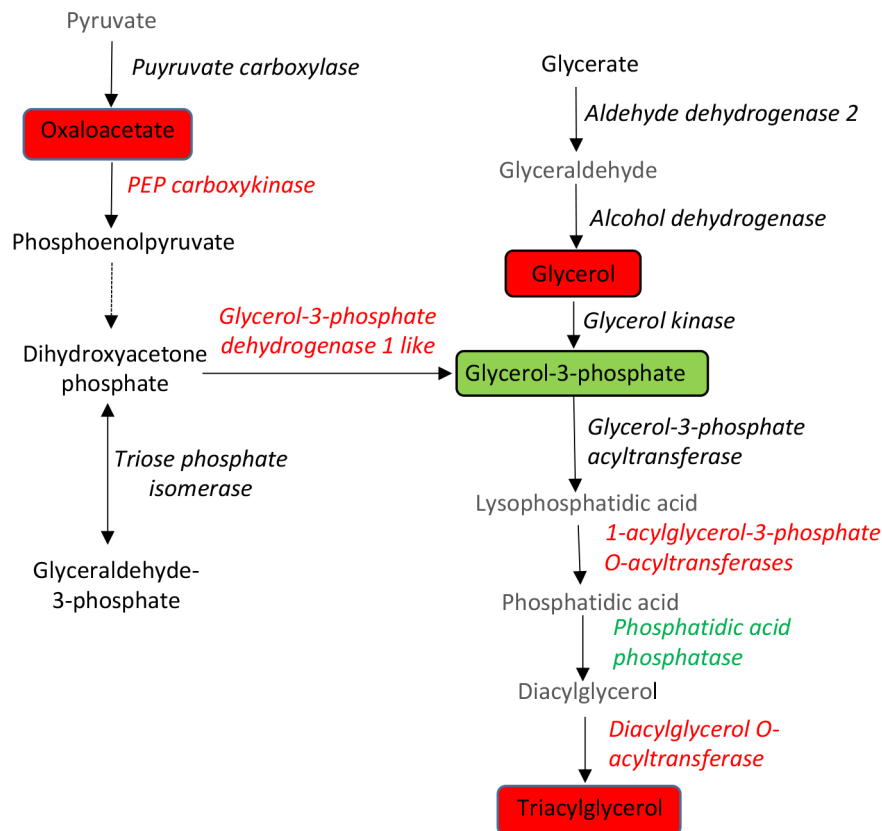 Pyruvate
Puyruvate carboxylase
Oxaloacetate
PEP carboxykinase
Phosphoenolpyruvate
Glycerol-3-phosphate
dehydrogenase 1 like
Dihydroxyacetone
phosphate
Triose phosphate
isomerase
Glyceraldehyde-
3-phosphate
Glycerate
Aldehyde dehydrogenase 2
Glyceraldehyde
Alcohol dehydrogenase
Glycerol
Glycerol kinase
Glycerol-3-phosphate
Glycerol-3-phosphate
acyltransferase
Lysophosphatidic acid
1-acylglycerol-3-phosphate
O-acyltransferases
Phosphatidic acid
Phosphatidic acid
phosphatase
Diacylglycerol
Diacylglycerol O-
acyltransferase
Triacylglycerol